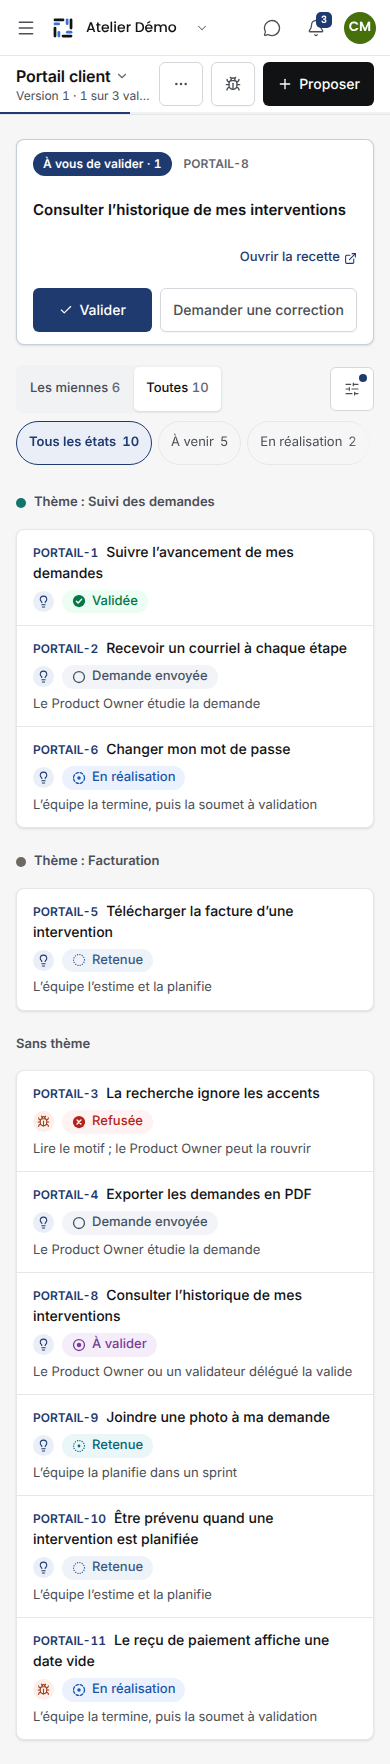 Atelier Démo
3
CM
Portail client
Version 1 · 1 sur 3 val...
Proposer
À vous de valider · 1
PORTAIL-8
Consulter l’historique de mes interventions
Ouvrir la recette
Valider
Demander une correction
Les miennes 6
Toutes 10
Tous les états 10
À venir 5
En réalisation 2
Thème : Suivi des demandes
PORTAIL-1 Suivre l’avancement de mes
demandes
Validée
PORTAIL-2 Recevoir un courriel à chaque étape
Demande envoyée
Le Product Owner étudie la demande
PORTAIL-6 Changer mon mot de passe
En réalisation
L’équipe la termine, puis la soumet à validation
Thème : Facturation
PORTAIL-5 Télécharger la facture d’une
intervention
Retenue
L’équipe l’estime et la planifie
Sans thème
PORTAIL-3 La recherche ignore les accents
Refusée
Lire le motif ; le Product Owner peut la rouvrir
PORTAIL-4 Exporter les demandes en PDF
Demande envoyée
Le Product Owner étudie la demande
PORTAIL-8 Consulter l’historique de mes
interventions
À valider
Le Product Owner ou un validateur délégué la valide
PORTAIL-9 Joindre une photo à ma demande
Retenue
L’équipe la planifie dans un sprint
PORTAIL-10 Être prévenu quand une
intervention est planifiée
Retenue
L’équipe l’estime et la planifie
PORTAIL-11 Le reçu de paiement affiche une
date vide
En réalisation
L’équipe la termine, puis la soumet à validation